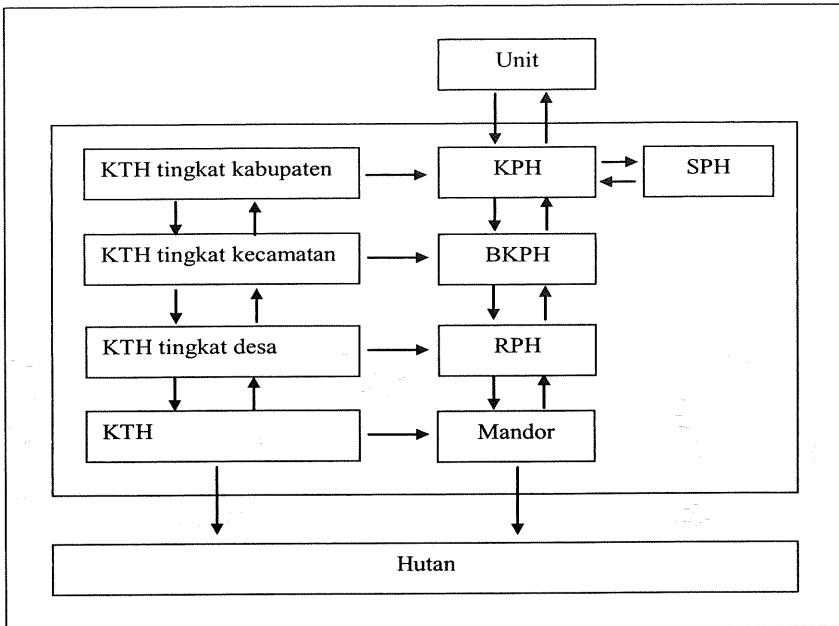 Unit
KTH tingkat kabupaten
KPH
SPH
KTH tingkat kecamatan
BKPH
KTH tingkat desa
RPH
KTH
Mandor
Hutan